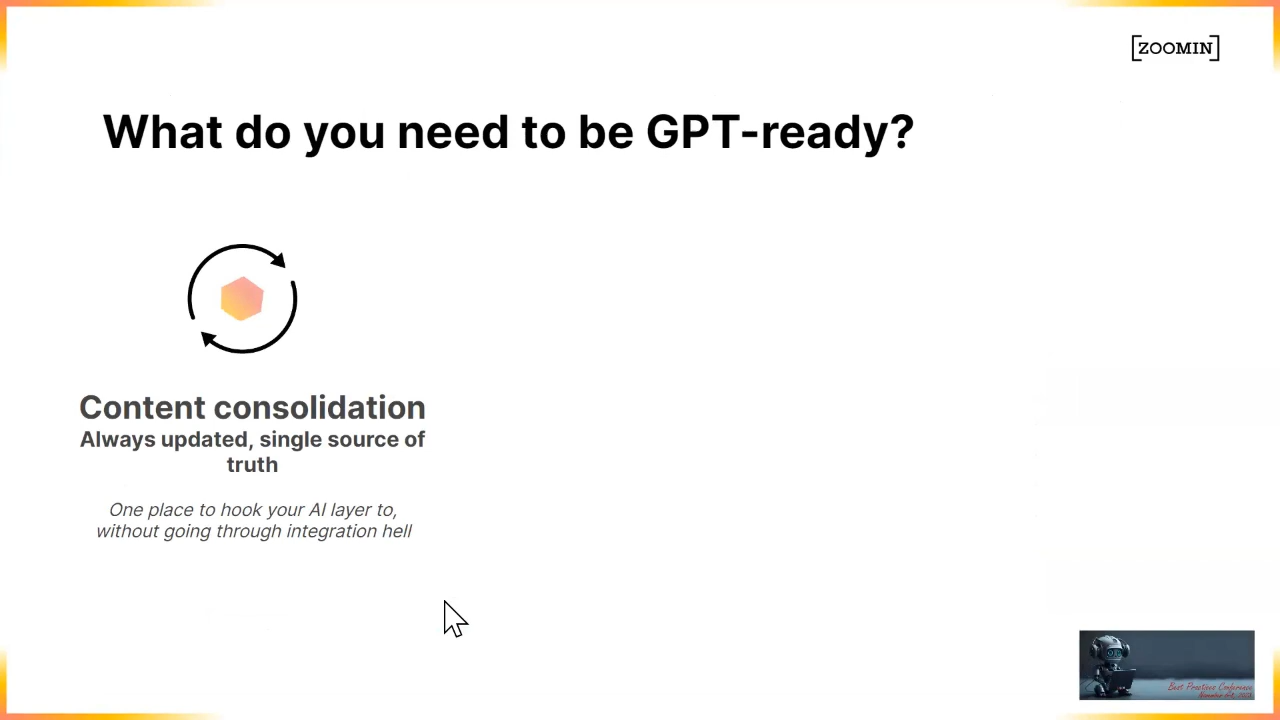 [ZOOMIN]
What do you need to be GPT-ready?
Content consolidation
Always updated, single source of
truth
One place to hook your AI layer to,
without going through integration hell
Best Practices Conference